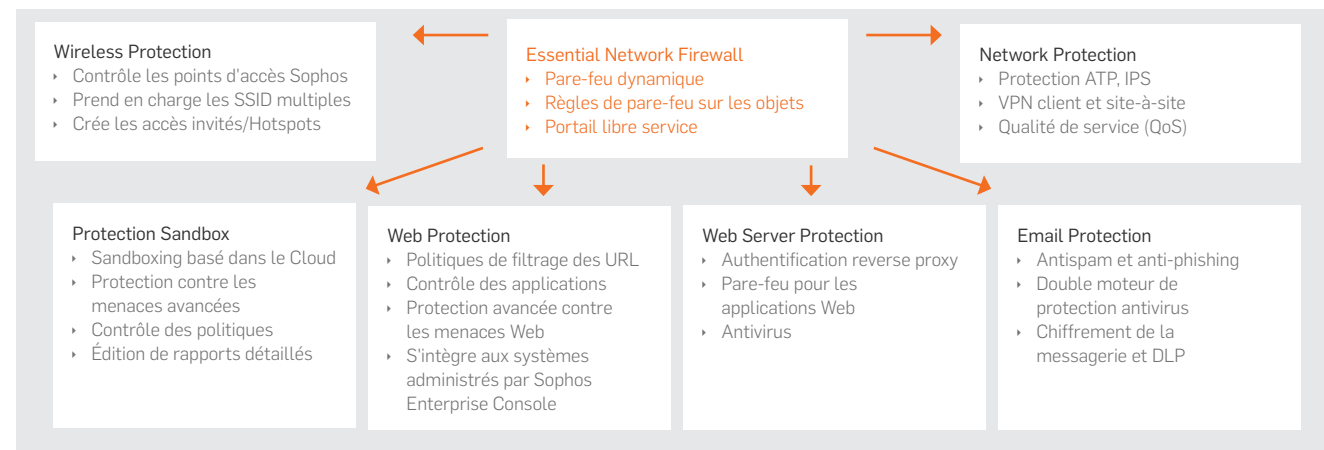 Wireless Protection
‣ Contrôle les points d'accès Sophos
‣ Prend en charge les SSID multiples
‣ Crée les accès invités/Hotspots
Essential Network Firewall
‣ Pare-feu dynamique
‣ Règles de pare-feu sur les objets
‣ Portail libre service
Network Protection
‣ Protection ATP, IPS
‣ VPN client et site-à-site
‣ Qualité de service (QoS)
Protection Sandbox
‣ Sandboxing basé dans le Cloud
‣ Protection contre les
menaces avancées
‣ Contrôle des politiques
‣ Édition de rapports détaillés
Web Protection
‣ Politiques de filtrage des URL
‣ Contrôle des applications
‣ Protection avancée contre
les menaces Web
‣ S'intègre aux systèmes
administrés par Sophos
Enterprise Console
Web Server Protection
‣ Authentification reverse proxy
‣ Pare-feu pour les
applications Web
‣ Antivirus
Email Protection
‣ Antispam et anti-phishing
‣ Double moteur de
protection antivirus
‣ Chiffrement de la
messagerie et DLP